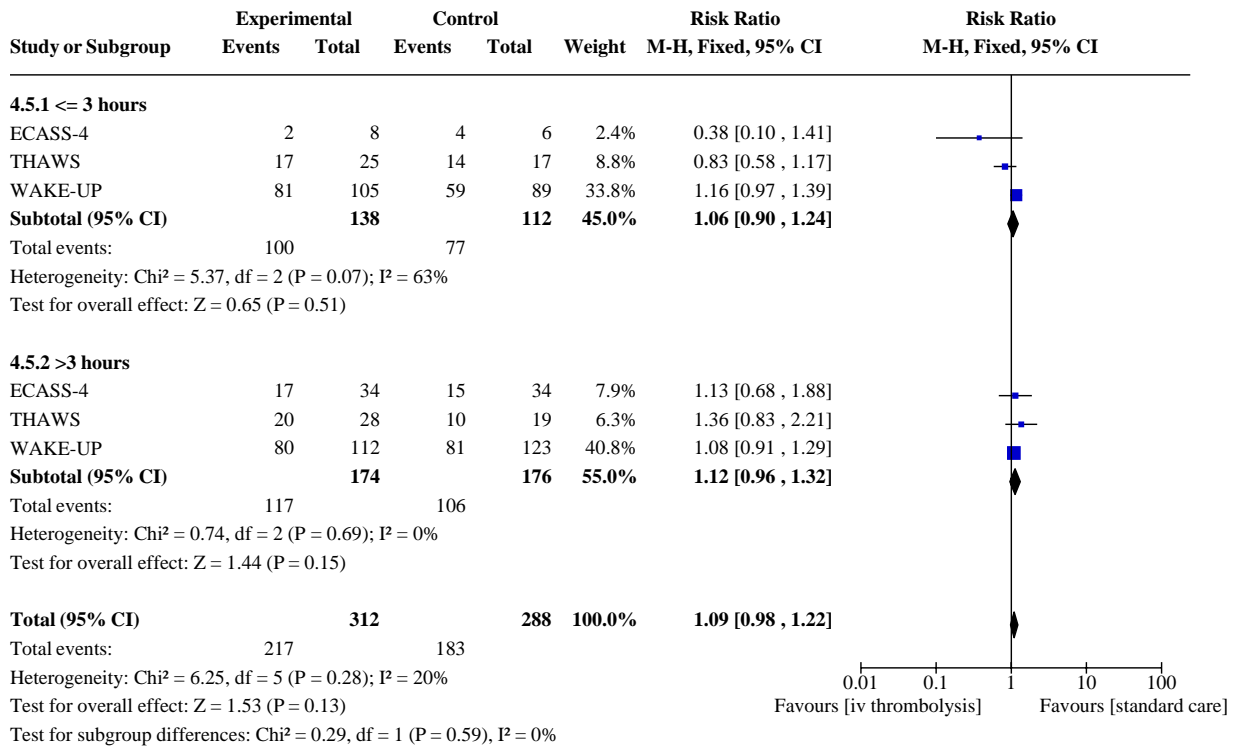 Experimental Control Risk Ratio Risk Ratio
Study or Subgroup Events Total Events Total Weight M-H, Fixed, 95% CI M-H, Fixed, 95% CI
4.5.1 <= 3 hours
ECASS-4 2 8 4 6 2.4% 0.38 [0.10 , 1.41]
THAWS 17 25 14 17 8.8% 0.83 [0.58 , 1.17]
WAKE-UP 81 105 59 89 33.8% 1.16 [0.97 , 1.39]
Subtotal (95% CI) 138 112 45.0% 1.06 [0.90 , 1.24]
Total events: 100 77
Heterogeneity: Chi² = 5.37, df = 2 (P = 0.07); I² = 63%
Test for overall effect: Z = 0.65 (P = 0.51)
4.5.2 >3 hours
ECASS-4 17 34 15 34 7.9% 1.13 [0.68 , 1.88]
THAWS 20 28 10 19 6.3% 1.36 [0.83 , 2.21]
WAKE-UP 80 112 81 123 40.8% 1.08 [0.91 , 1.29]
Subtotal (95% CI) 174 176 55.0% 1.12 [0.96 , 1.32]
Total events: 117 106
Heterogeneity: Chi² = 0.74, df = 2 (P = 0.69); I² = 0%
Test for overall effect: Z = 1.44 (P = 0.15)
Total (95% CI) 312 288 100.0% 1.09 [0.98 , 1.22]
Total events: 217 183
Heterogeneity: Chi² = 6.25, df = 5 (P = 0.28); I² = 20%
0.01 0.1 1 10 100
Test for overall effect: Z = 1.53 (P = 0.13) Favours [iv thrombolysis] Favours [standard care]
Test for subgroup differences: Chi² = 0.29, df = 1 (P = 0.59), I² = 0%